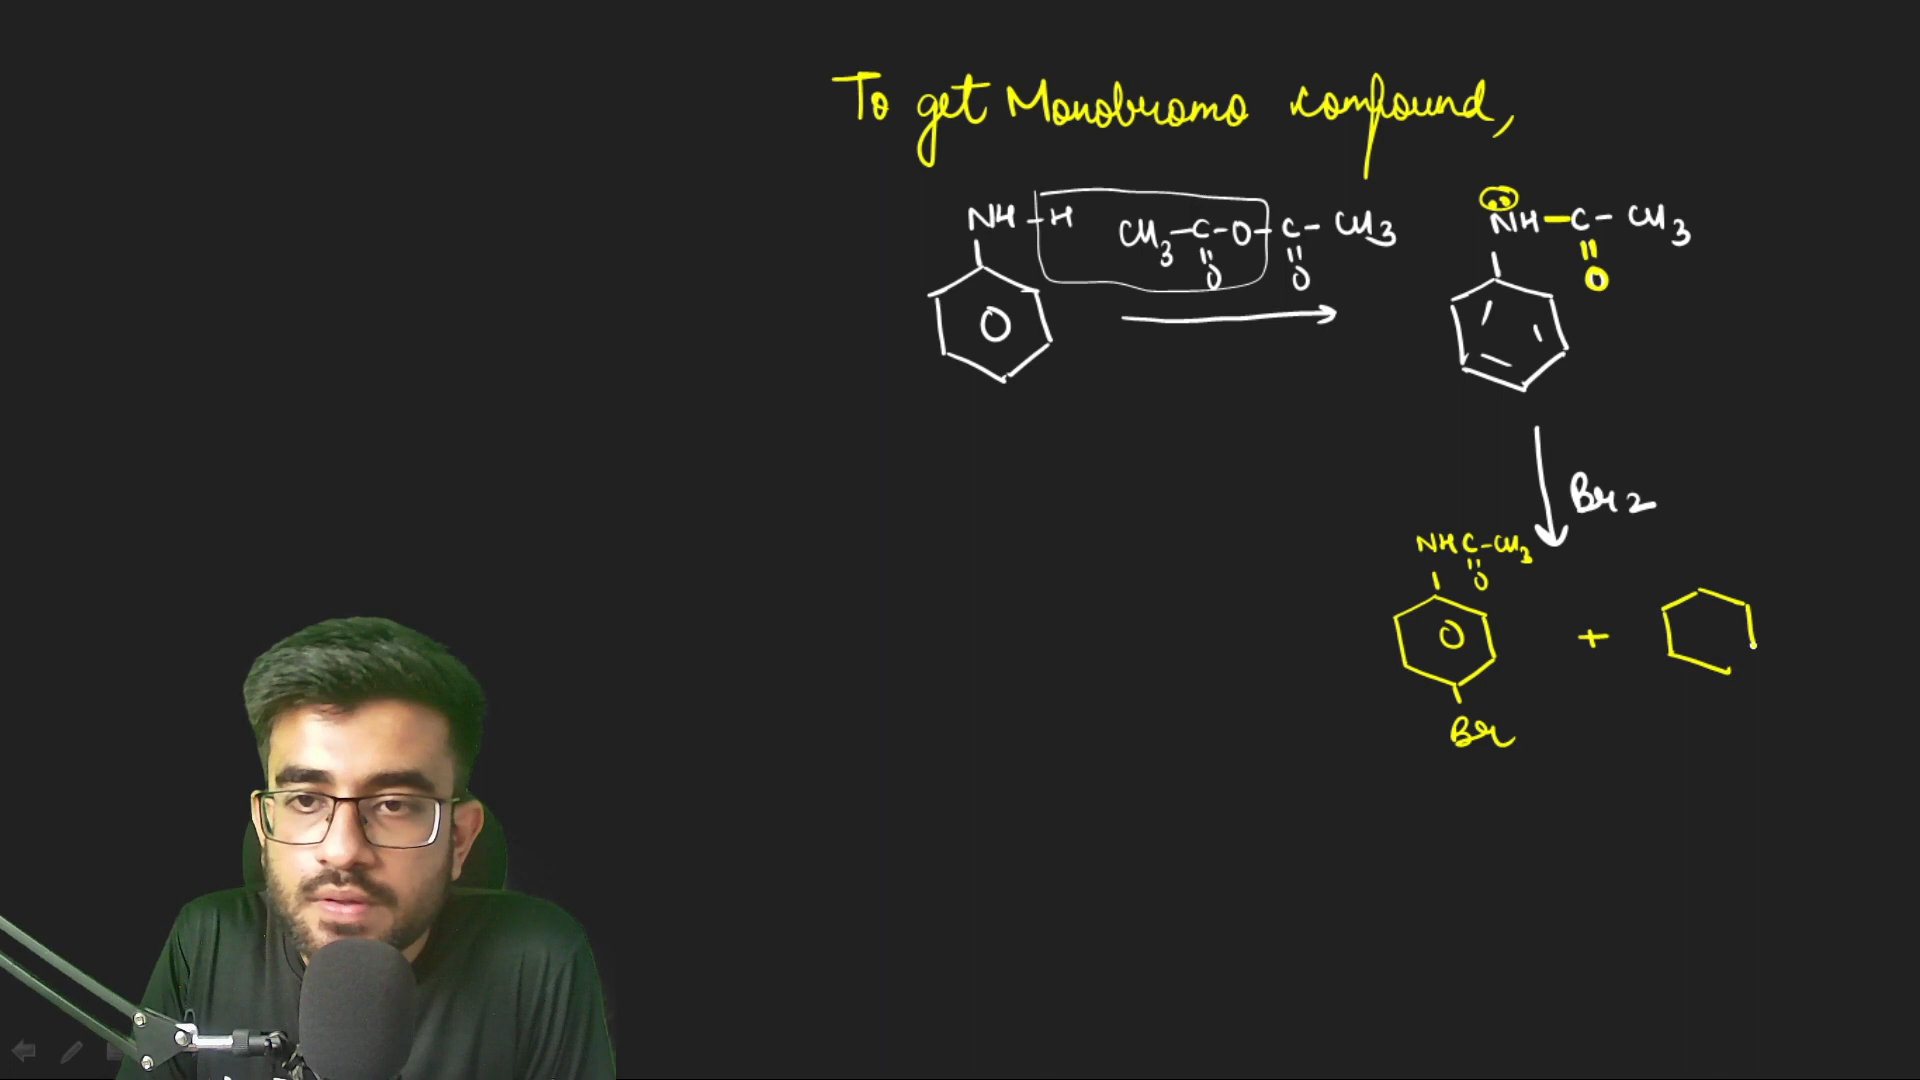 To get Monobromo compound,
NH-H CH3-C-O-C-CH3
O O
NH-C-CH3
O
O
Br2
NHC-CH3
O
O
+
Br